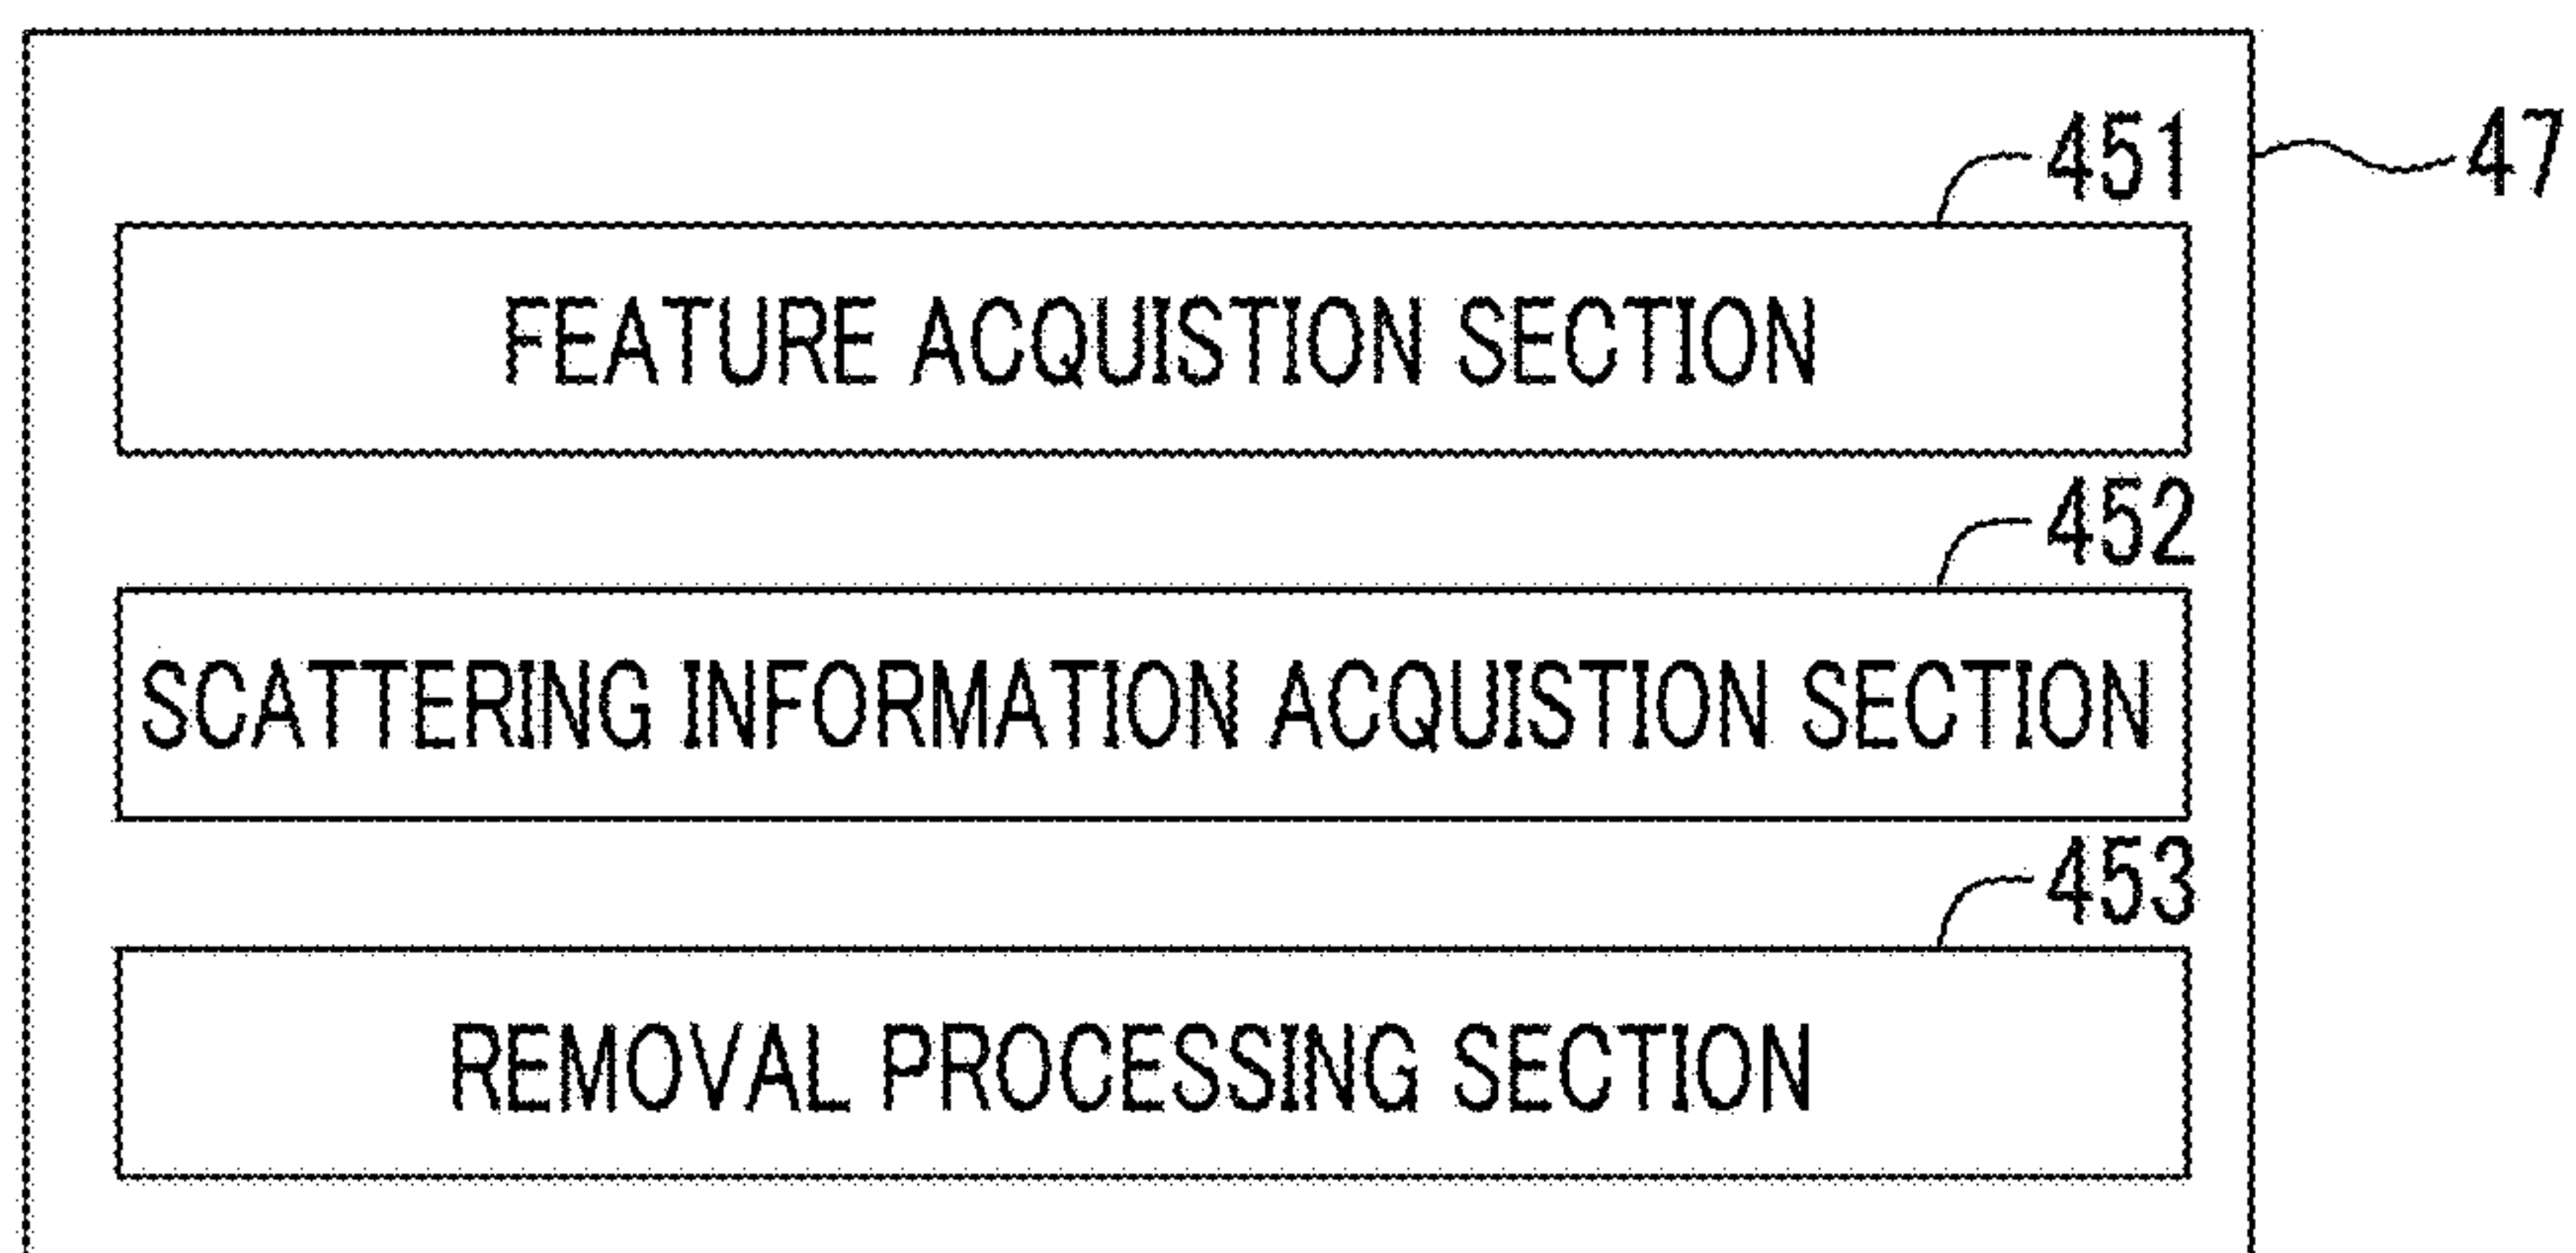 451
47
FEATURE ACQUISTION SECTION
452
SCATTERING INFORMATION ACQUISTION SECTION
453
REMOVAL PROCESSING SECTION